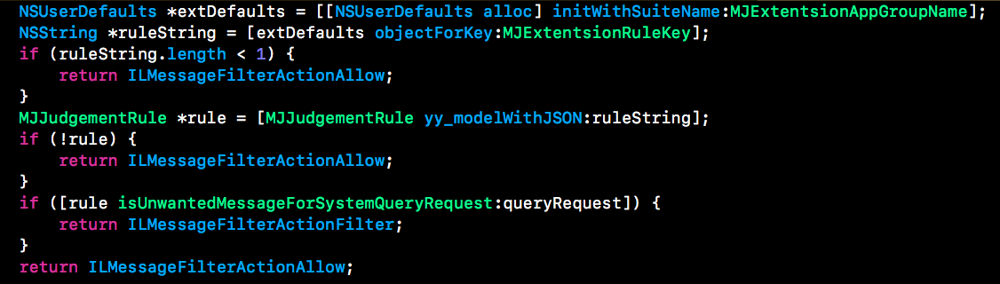 NSUserDefaults *extDefaults = [[NSUserDefaults alloc] initWithSuiteName:MJExtentsionAppGroupName];
NSString *ruleString = [extDefaults objectForKey:MJExtentsionRuleKey];
if (ruleString.length < 1) {
    return ILMessageFilterActionAllow;
}
MJJudgementRule *rule = [MJJudgementRule yy_modelWithJSON:ruleString];
if (!rule) {
    return ILMessageFilterActionAllow;
}
if ([rule isUnwantedMessageForSystemQueryRequest:queryRequest]) {
    return ILMessageFilterActionFilter;
}
return ILMessageFilterActionAllow;